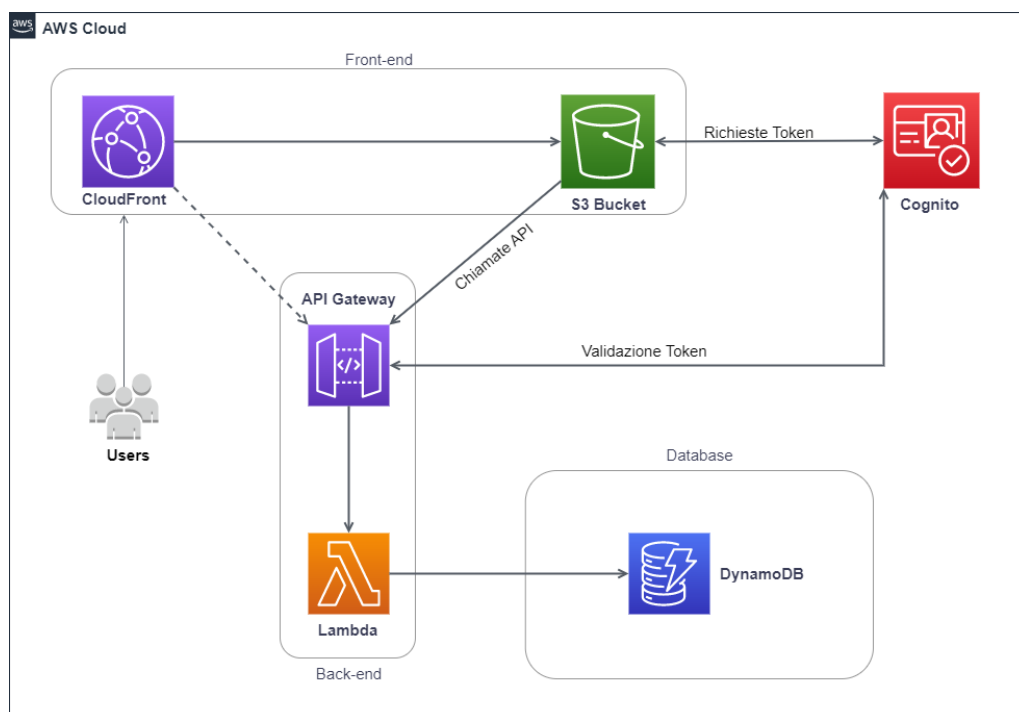 aws
AWS Cloud
Front-end
CloudFront
S3 Bucket
Richieste Token
Cognito
Chiamate API
API Gateway
</>
Validazione Token
Users
Database
DynamoDB
Lambda
Back-end